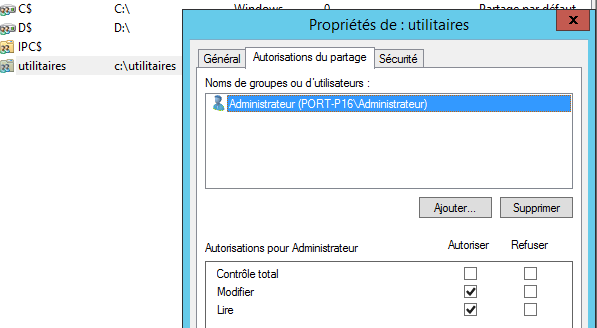 C$ C:\ Windows 0 Partage par défaut
D$ D:\
IPC$
utilitaires c:\utilitaires
Propriétés de : utilitaires
x
Général Autorisations du partage Sécurité
Noms de groupes ou d'utilisateurs :
Administrateur (PORT-P16\Administrateur)
Ajouter... Supprimer
Autorisations pour Administrateur Autoriser Refuser
Contrôle total
Modifier
Lire